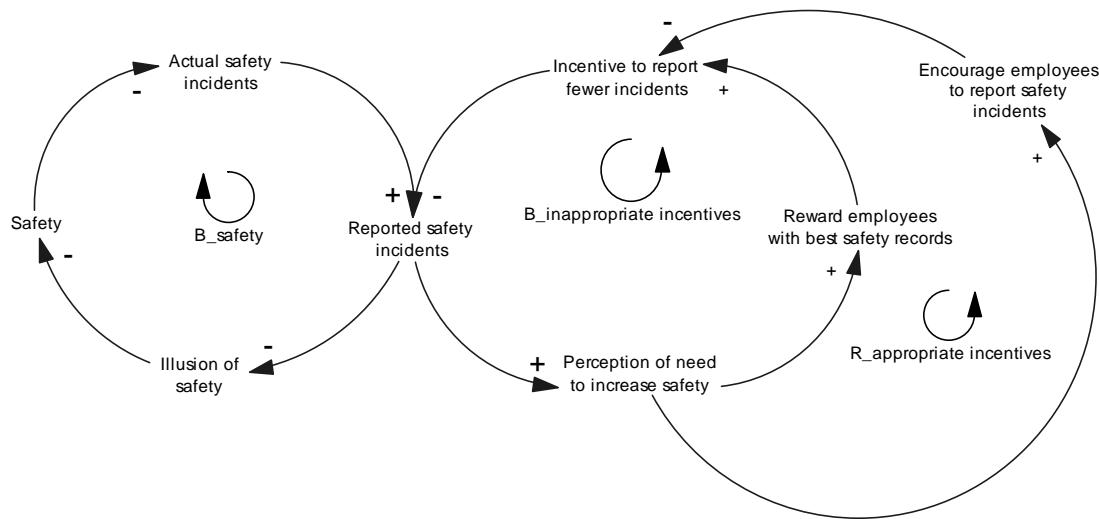 Actual safety
incidents
-
-
Incentive to report
fewer incidents
+
Encourage employees
to report safety
incidents
+
Safety
-
B_safety
+
-
Reported safety
incidents
B_inappropriate incentives
Reward employees
with best safety records
+
R_appropriate incentives
Illusion of
safety
-
+
Perception of need
to increase safety